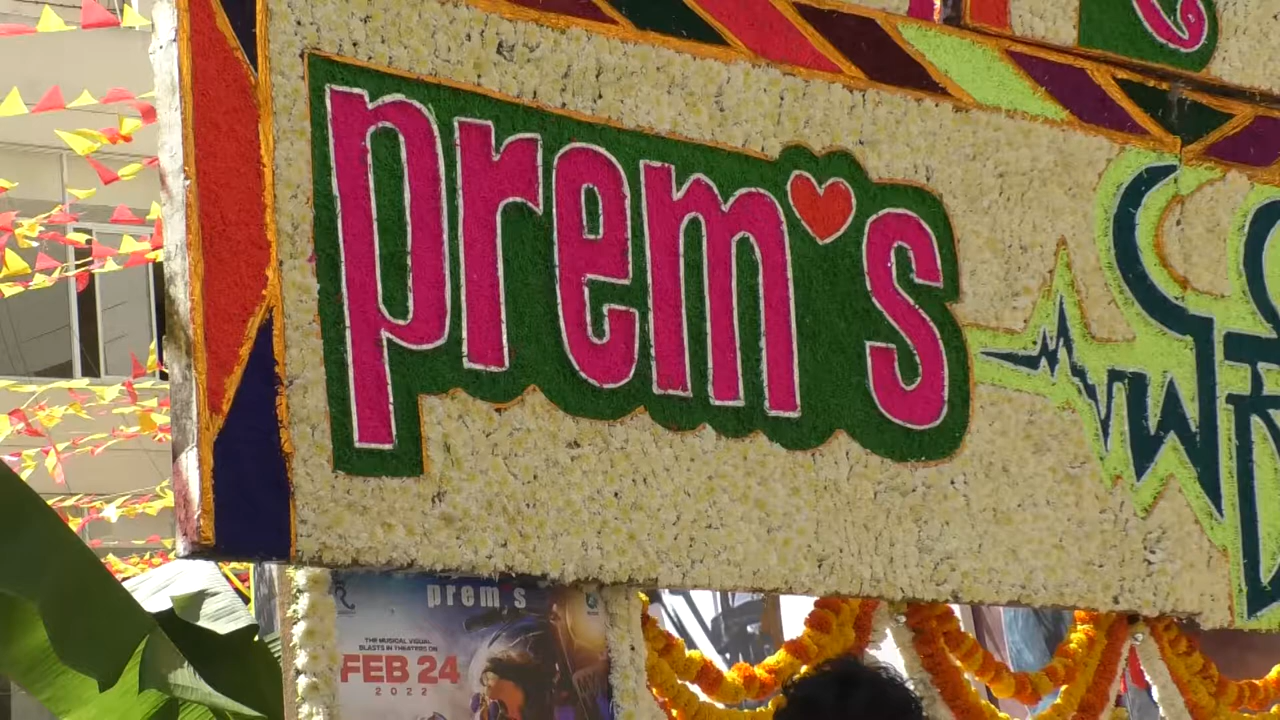 prem's
prem's
THE MUSICAL VISUAL
BLASTS IN THEATRES ON
FEB 24
2022